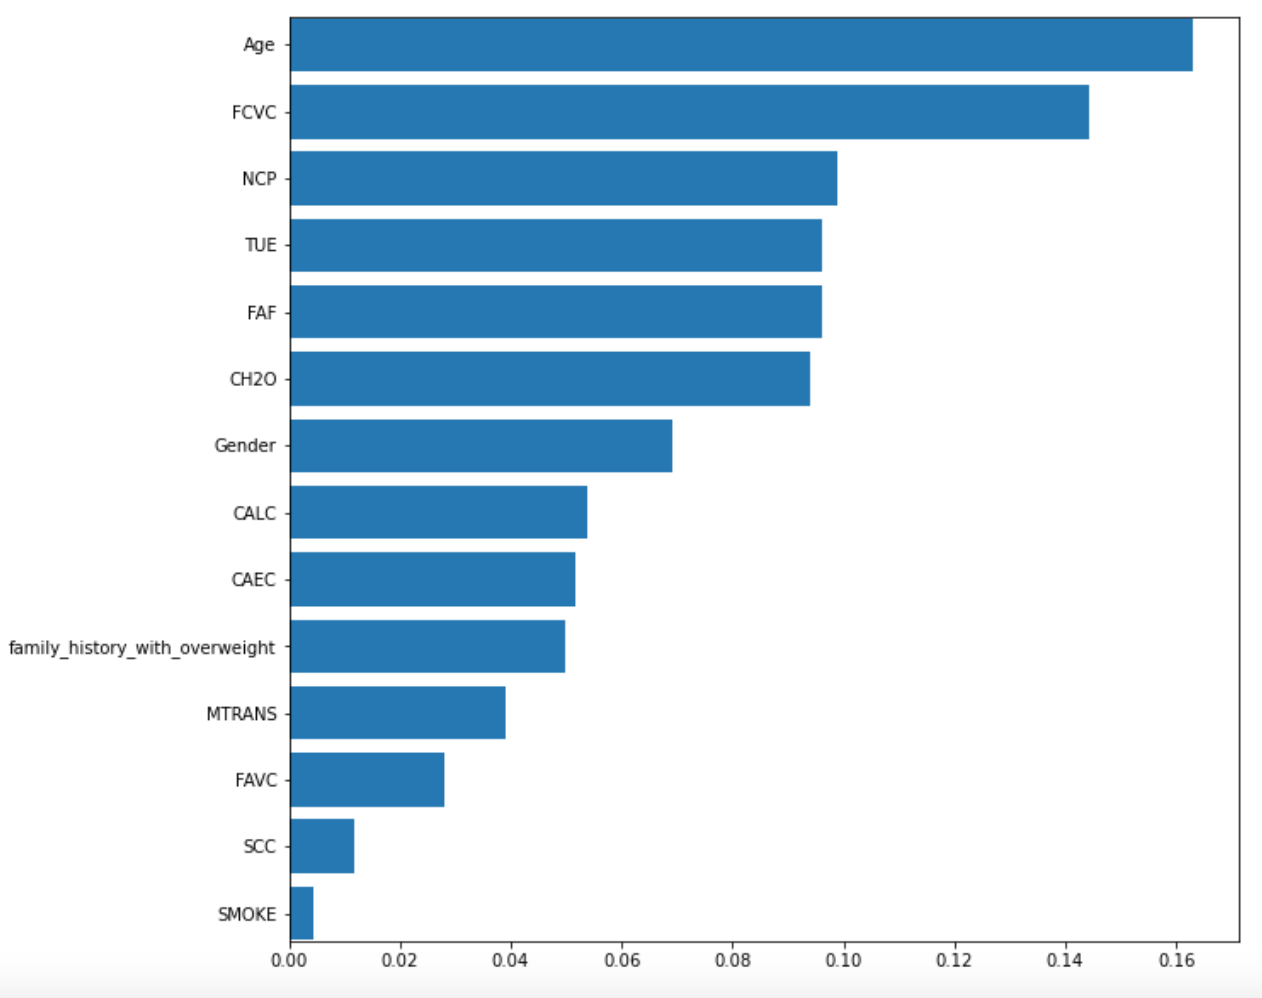 Age
FCVC
NCP
TUE
FAF
CH2O
Gender
CALC
CAEC
family_history_with_overweight
MTRANS
FAVC
SCC
SMOKE
0.00 0.02 0.04 0.06 0.08 0.10 0.12 0.14 0.16